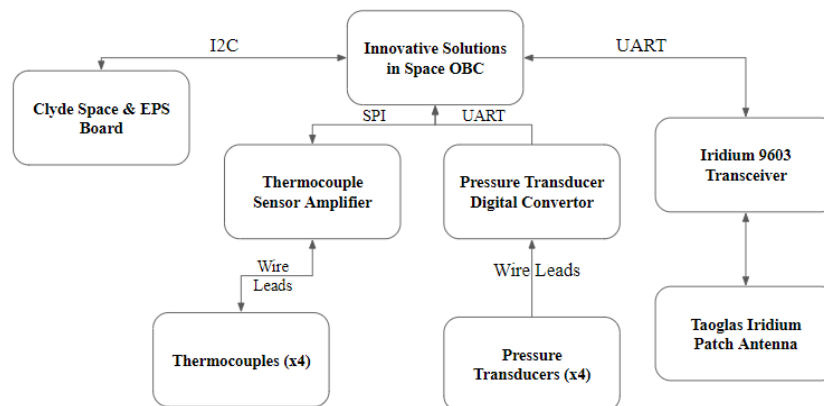 I2C
Innovative Solutions
in Space OBC
UART
Clyde Space & EPS
Board
SPI
UART
Thermocouple
Sensor Amplifier
Pressure Transducer
Digital Convertor
Iridium 9603
Transceiver
Wire
Leads
Wire Leads
Thermocouples (x4)
Pressure
Transducers (x4)
Taoglas Iridium
Patch Antenna